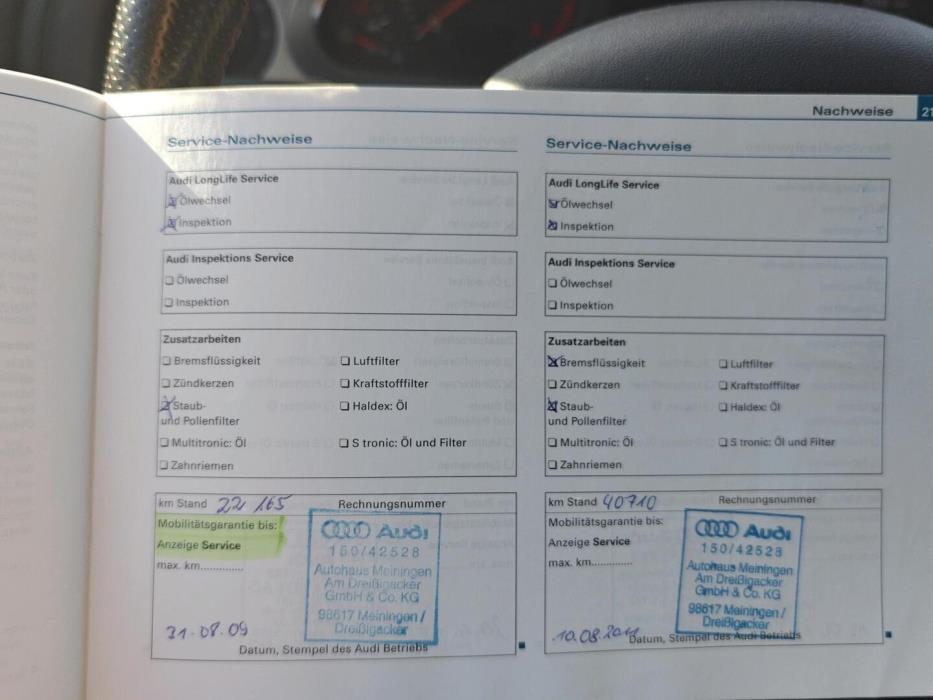 Nachweise 21
Service-Nachweise
Audi LongLife Service
Ölwechsel
Inspektion
Audi Inspektions Service
Ölwechsel
Inspektion
Zusatzarbeiten
Bremsflüssigkeit Luftfilter
Zündkerzen Kraftstofffilter
Staub- Haldex: Öl
und Pollenfilter
Multitronic: Öl S tronic: Öl und Filter
Zahnriemen
km Stand 22165 Rechnungsnummer
Mobilitätsgarantie bis:
Anzeige Service
max. km.............
Audi
150/42528
Autohaus Meiningen
Am Dreißigacker
GmbH & Co. KG
98617 Meiningen/
Dreißigacker
31.08.09
Datum, Stempel des Audi Betriebs
Service-Nachweise
Audi LongLife Service
Ölwechsel
Inspektion
Audi Inspektions Service
Ölwechsel
Inspektion
Zusatzarbeiten
Bremsflüssigkeit Luftfilter
Zündkerzen Kraftstofffilter
Staub- Haldex: Öl
und Pollenfilter
Multitronic: Öl S tronic: Öl und Filter
Zahnriemen
km Stand 40710 Rechnungsnummer
Mobilitätsgarantie bis:
Anzeige Service
max. km.............
Audi
150/42528
Autohaus Meiningen
Am Dreißigacker
GmbH & Co. KG
98617 Meiningen/
Dreißigacker
10.08.2011
Datum, Stempel des Audi Betriebs